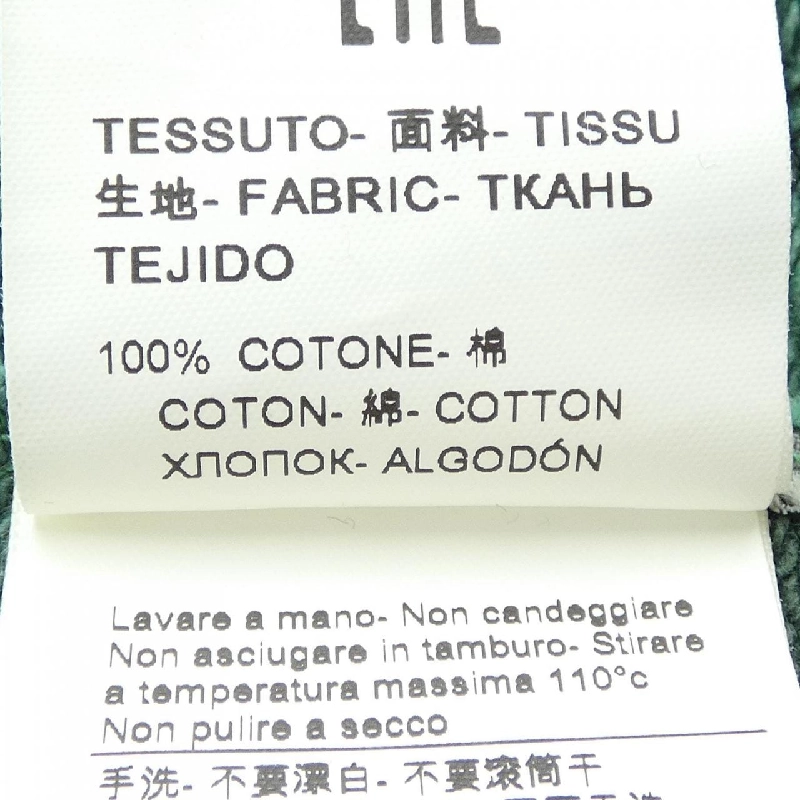 TESSUTO- 面料- TISSU
生地- FABRIC- ТКАНЬ
TEJIDO
100% COTONE- 棉
COTON- 綿- COTTON
ХЛОПОК- ALGODÓN
Lavare a mano- Non candeggiare
Non asciugare in tamburo- Stirare
a temperatura massima 110°c
Non pulire a secco
手洗- 不要漂白- 不要滚筒干